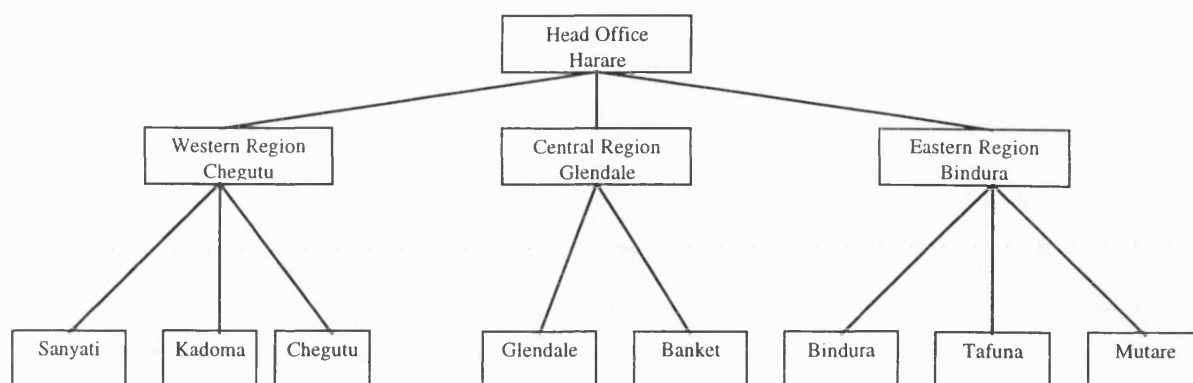 Head Office
Harare
Western Region
Chegutu
Central Region
Glendale
Eastern Region
Bindura
Sanyati
Kadoma
Chegutu
Glendale
Banket
Bindura
Tafuna
Mutare